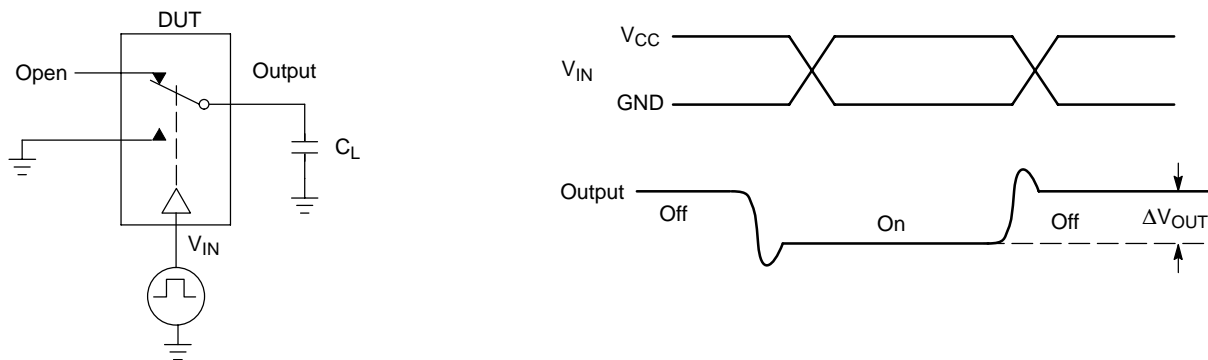 DUT
Open
Output
C_L
V_IN
V_CC
V_IN
GND
Output
Off
On
Off
ΔV_OUT